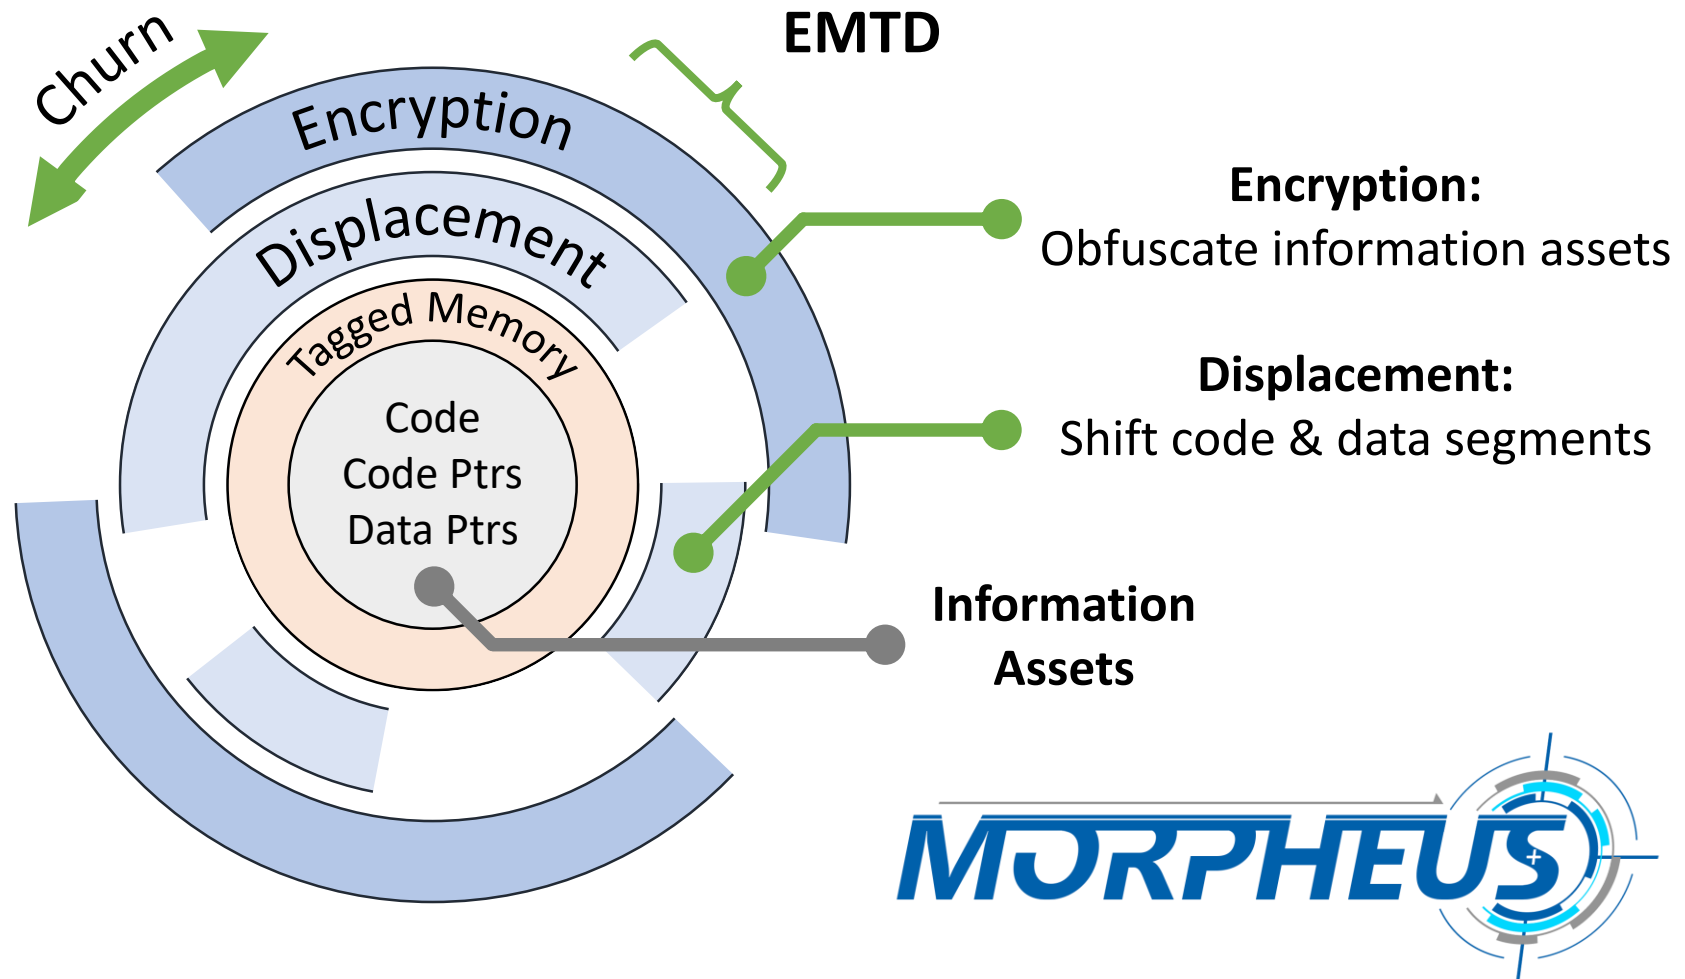 Churn
EMTD
Encryption
Displacement
Tagged Memory
Code
Code Ptrs
Data Ptrs
Encryption:
Obfuscate information assets
Displacement:
Shift code & data segments
Information
Assets
MORPHEUS